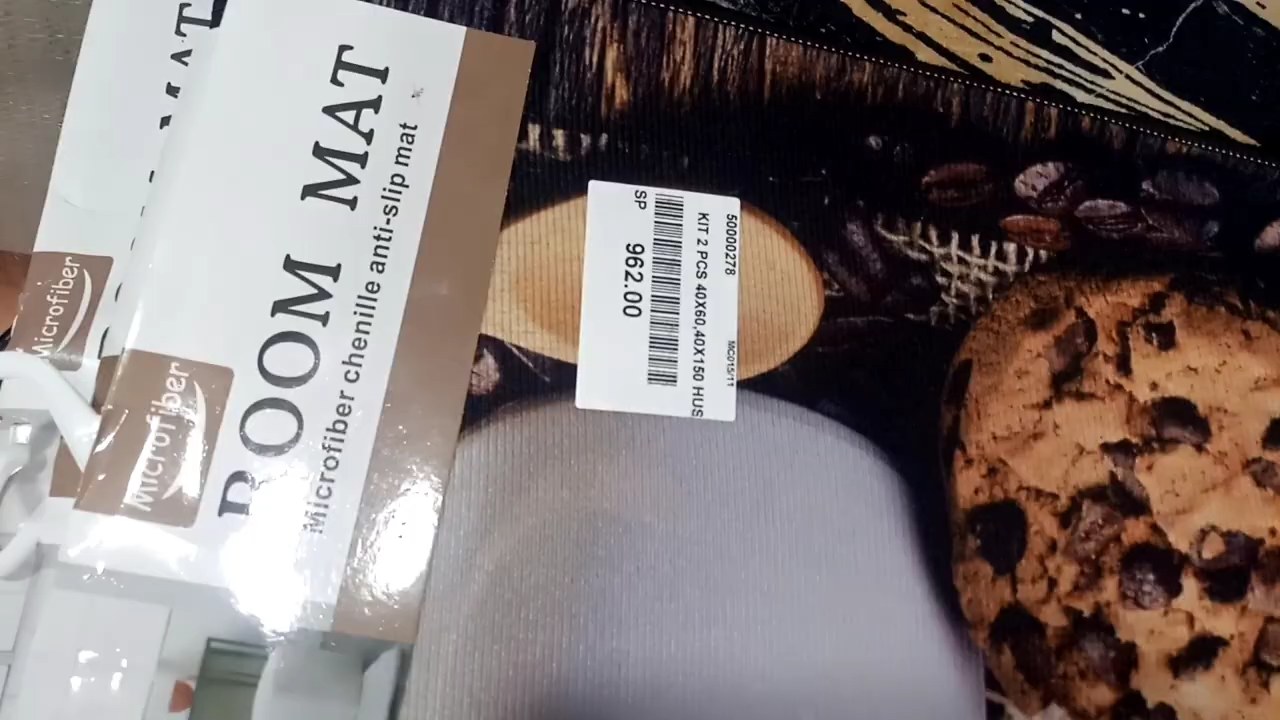 ROOM MAT
Microfiber chenille anti-slip mat
Microfiber
Microfiber
50000278
MC015/11
KIT 2 PCS 40X60,40X150 HUS
SP
962.00